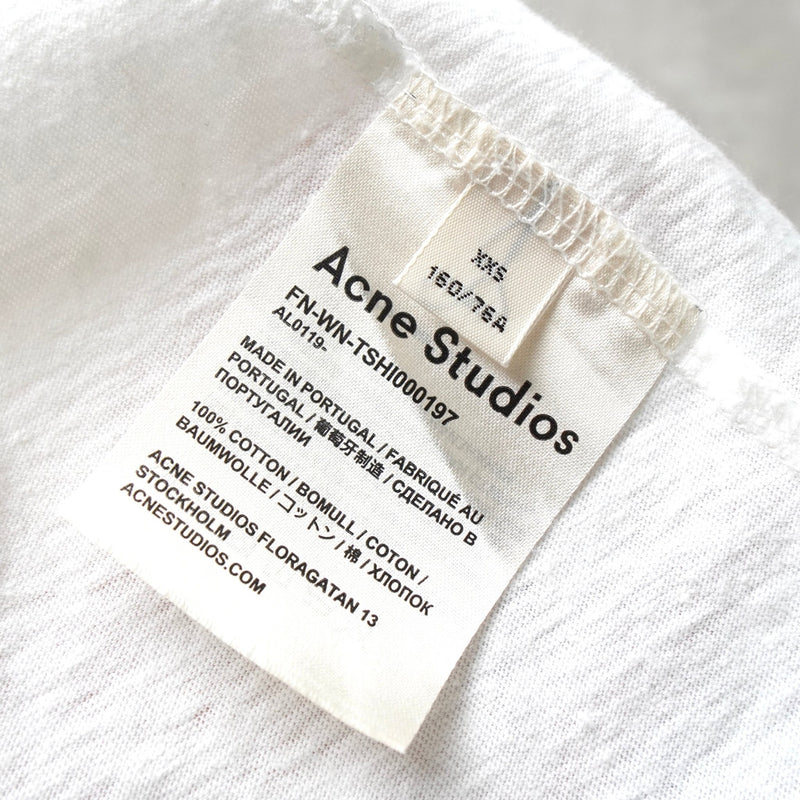 XXS
160/76A
Acne Studios
FN-WN-TSHI000197
AL0119-
MADE IN PORTUGAL / FABRIQUÉ AU
PORTUGAL / 葡萄牙制造 / СДЕЛАНО В
ПОРТУГАЛИИ
100% COTTON / BOMULL / COTON /
BAUMWOLLE / コットン / 棉 / ХЛОПОК
ACNE STUDIOS FLORAGATAN 13
STOCKHOLM
ACNESTUDIOS.COM